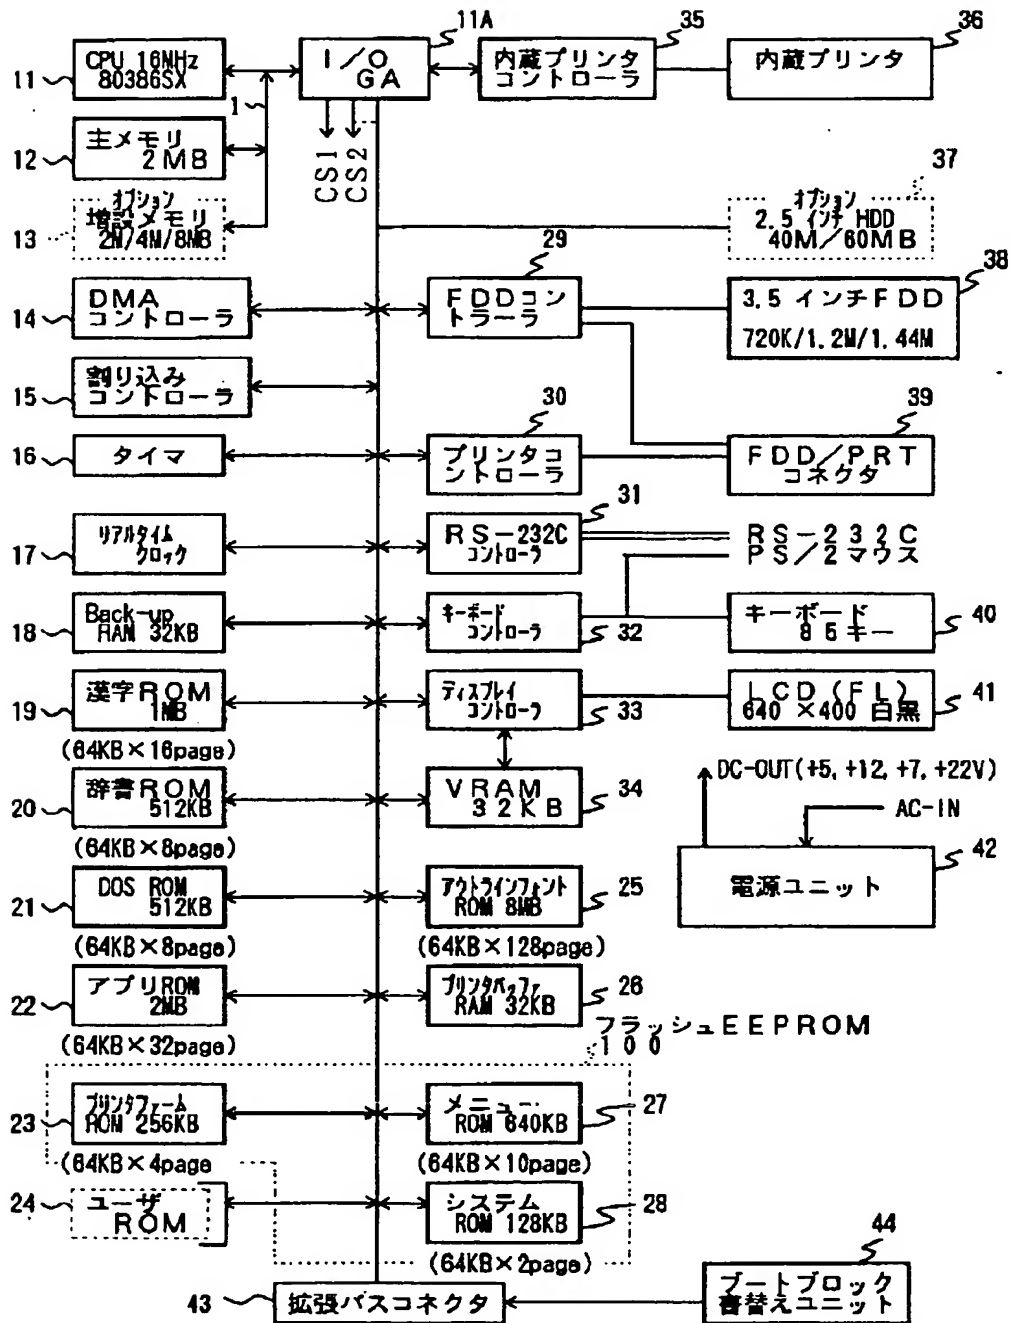 11A
35
36
11
CPU 16MHz
80386SX
I/O
GA
内蔵プリンタ
コントローラ
内蔵プリンタ
1
12
主メモリ
2MB
CS1
CS2
37
13
オプション
増設メモリ
2M/4M/8MB
オプション
2.5 インチ HDD
40M/60MB
29
38
14
DMA
コントローラ
FDDコン
トラーラ
3.5 インチFDD
720K/1.2M/1.44M
15
割り込み
コントローラ
30
39
16
タイマ
プリンタコ
ントローラ
FDD/PRT
コネクタ
31
17
リアルタイム
クロック
RS-232C
コントローラ
RS-232C
PS/2マウス
18
Back-up
RAM 32KB
キーボード
コントローラ
32
キーボード
85キー
40
19
漢字ROM
1MB
(64KB×16page)
ディスプレイ
コントローラ
33
LCD(FL)
640 ×400 白黒
41
DC-OUT(+5, +12, +7, +22V)
20
辞書ROM
512KB
(64KB×8page)
VRAM
32KB
34
AC-IN
42
電源ユニット
21
DOS ROM
512KB
(64KB×8page)
アウトラインフォント
ROM 8MB
25
(64KB×128page)
22
アプリROM
2MB
(64KB×32page)
プリンタバッファ
RAM 32KB
26
フラッシュEEPROM
100
23
プリンタファーム
ROM 256KB
(64KB×4page
メニュー
ROM 640KB
27
(64KB×10page)
24
ユーザ
ROM
システム
ROM 128KB
28
(64KB×2page)
44
43
拡張バスコネクタ
ブートブロック
書替えユニット